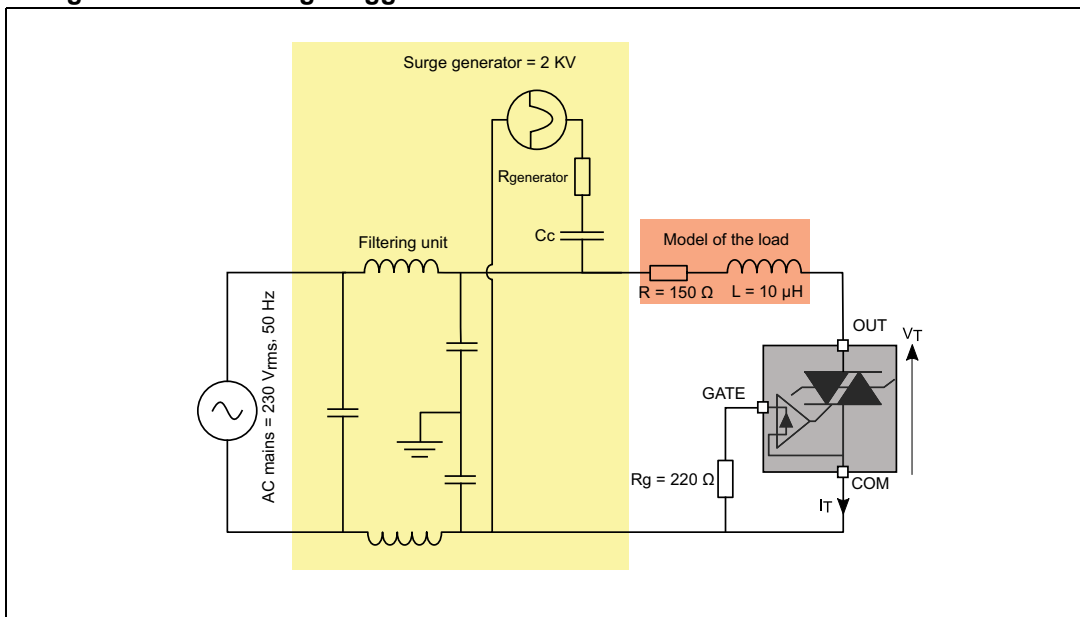 Surge generator = 2 KV
Rgenerator
Cc
Filtering unit
Model of the load
R = 150 Ω
L = 10 µH
AC mains = 230 Vrms, 50 Hz
OUT
VT
GATE
Rg = 220 Ω
COM
IT